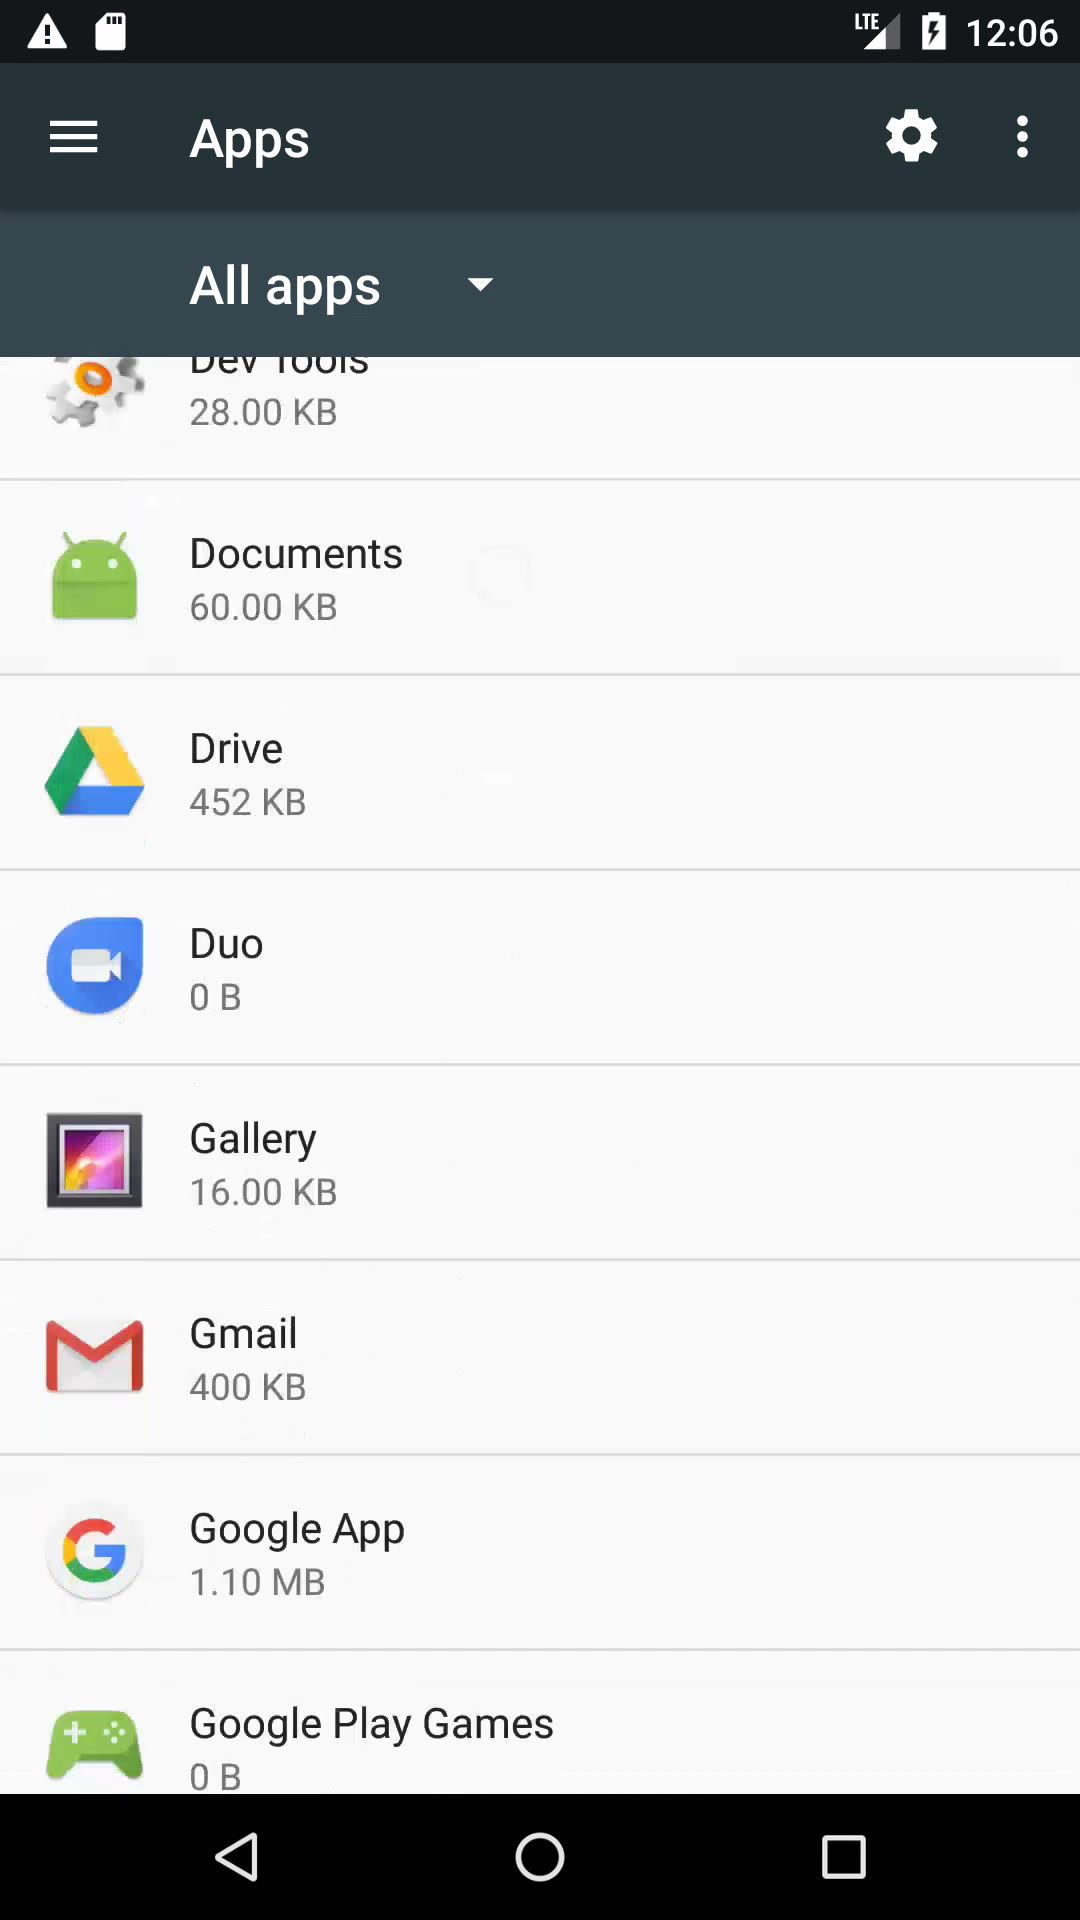 LTE 12:06
Apps
All apps
Dev Tools
28.00 KB
Documents
60.00 KB
Drive
452 KB
Duo
0 B
Gallery
16.00 KB
Gmail
400 KB
Google App
1.10 MB
Google Play Games
0 B